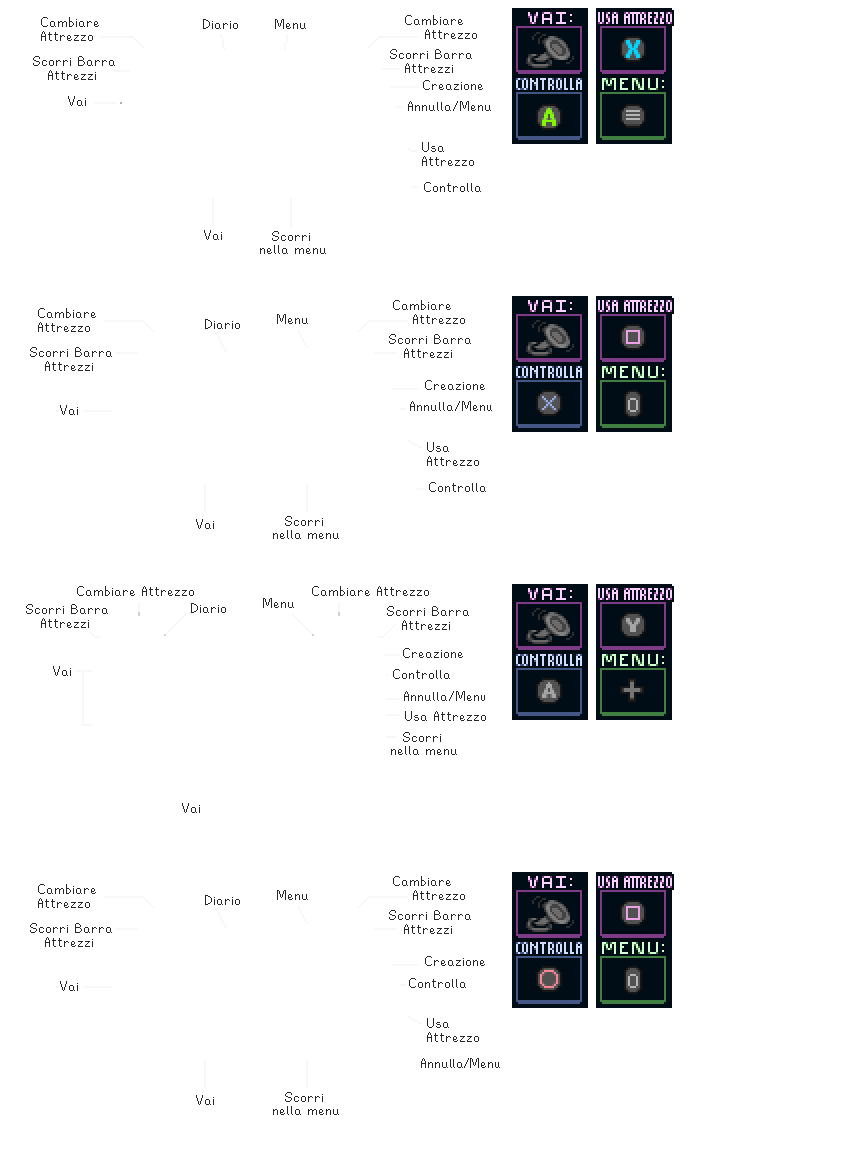 Cambiare
Attrezzo
Diario
Menu
Cambiare
Attrezzo
Scorri Barra
Attrezzi
Scorri Barra
Attrezzi
Creazione
Vai
Annulla/Menu
Usa
Attrezzo
Controlla
Vai
Scorri
nella menu
VAI:
USA ATTREZZO
X
CONTROLLA
MENU:
A
Cambiare
Attrezzo
Diario
Menu
Cambiare
Attrezzo
Scorri Barra
Attrezzi
Scorri Barra
Attrezzi
Creazione
Vai
Annulla/Menu
Usa
Attrezzo
Controlla
Vai
Scorri
nella menu
VAI:
USA ATTREZZO
CONTROLLA
MENU:
Cambiare Attrezzo
Cambiare Attrezzo
Scorri Barra
Attrezzi
Diario
Menu
Scorri Barra
Attrezzi
Creazione
Vai
Controlla
Annulla/Menu
Usa Attrezzo
Scorri
nella menu
Vai
VAI:
USA ATTREZZO
Y
CONTROLLA
MENU:
A
Cambiare
Attrezzo
Diario
Menu
Cambiare
Attrezzo
Scorri Barra
Attrezzi
Scorri Barra
Attrezzi
Creazione
Vai
Controlla
Usa
Attrezzo
Annulla/Menu
Vai
Scorri
nella menu
VAI:
USA ATTREZZO
CONTROLLA
MENU: